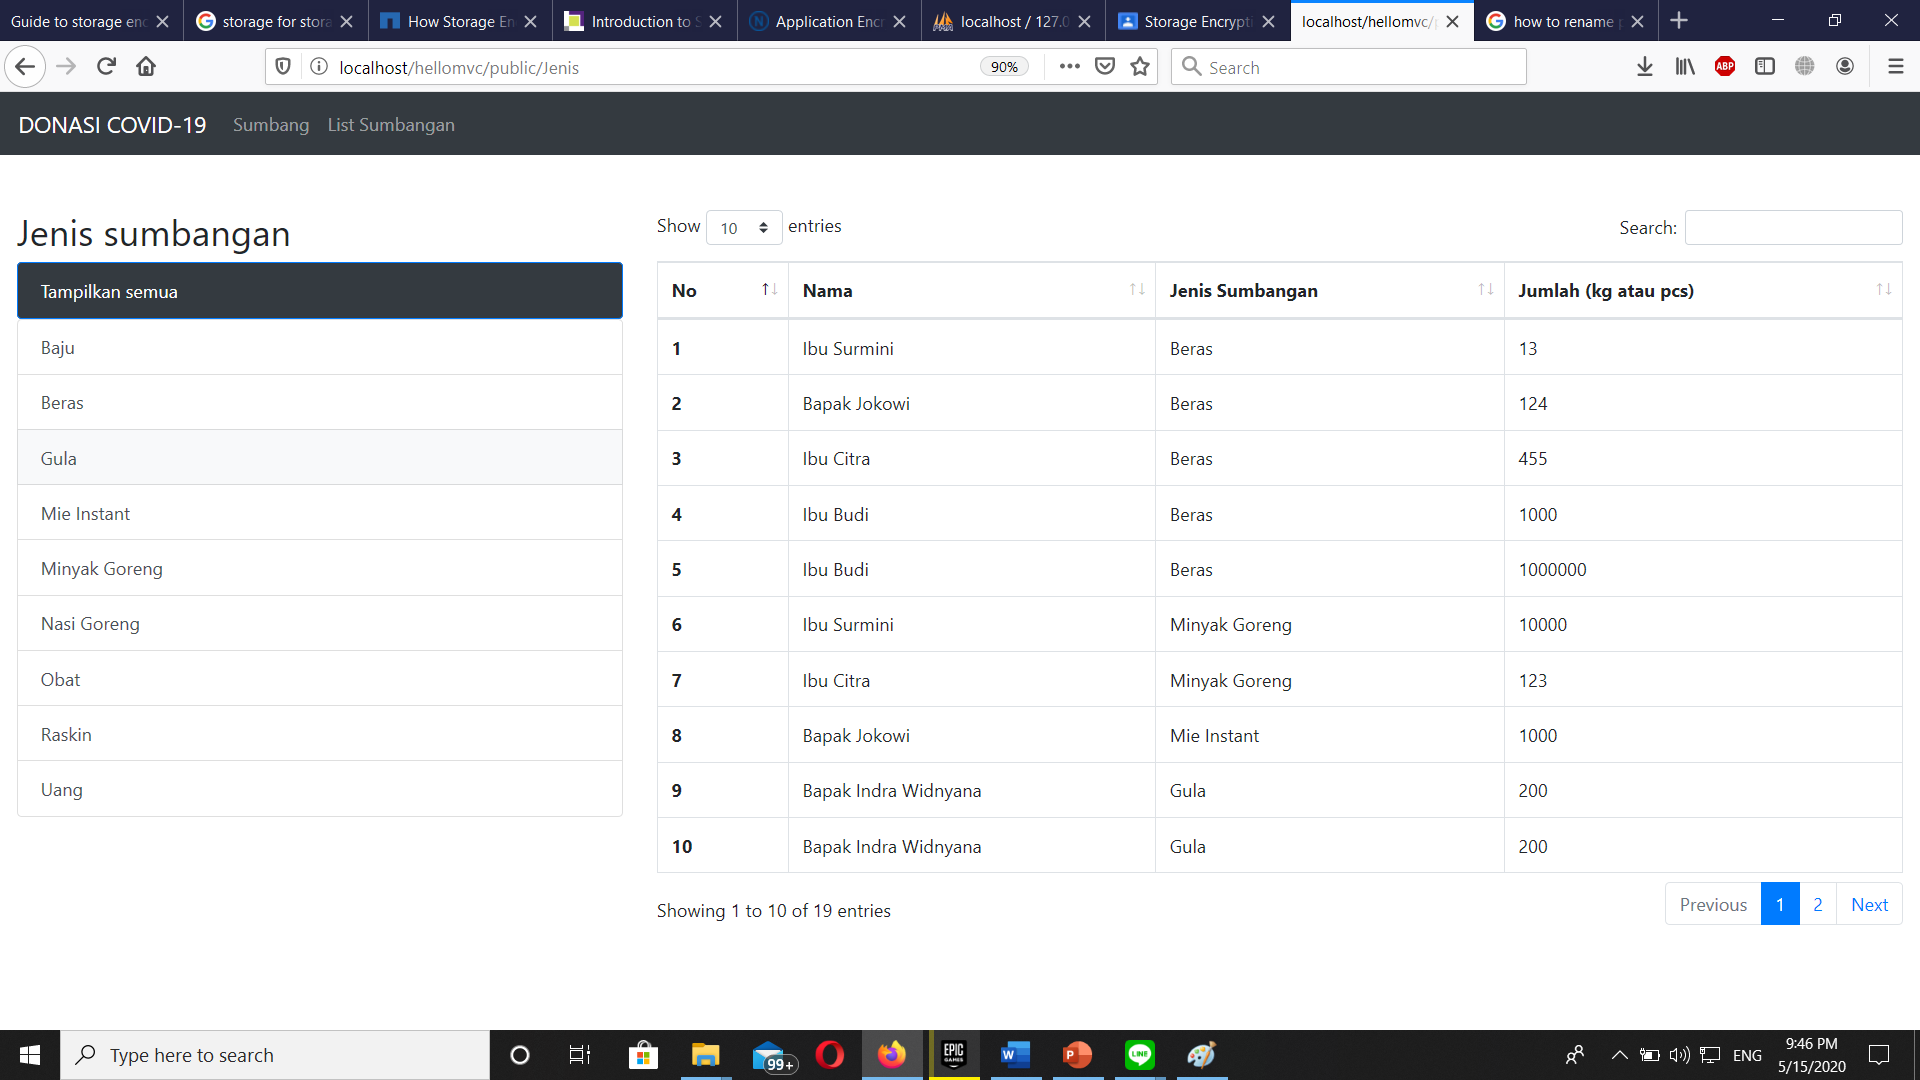 Guide to storage enc
storage for stora
How Storage En
Introduction to S
Application Encr
localhost / 127.0
Storage Encrypti
localhost/hellomvc/p
how to rename p
localhost/hellomvc/public/Jenis
90%
Search
ABP
DONASI COVID-19 Sumbang List Sumbangan
Jenis sumbangan
Tampilkan semua
Baju
Beras
Gula
Mie Instant
Minyak Goreng
Nasi Goreng
Obat
Raskin
Uang
Show 10 entries
Search:
No Nama Jenis Sumbangan Jumlah (kg atau pcs)
1 Ibu Surmini Beras 13
2 Bapak Jokowi Beras 124
3 Ibu Citra Beras 455
4 Ibu Budi Beras 1000
5 Ibu Budi Beras 1000000
6 Ibu Surmini Minyak Goreng 10000
7 Ibu Citra Minyak Goreng 123
8 Bapak Jokowi Mie Instant 1000
9 Bapak Indra Widnyana Gula 200
10 Bapak Indra Widnyana Gula 200
Showing 1 to 10 of 19 entries
Previous 1 2 Next
Type here to search
99+
EPIC
GAMES
W
P
LINE
ENG
9:46 PM
5/15/2020